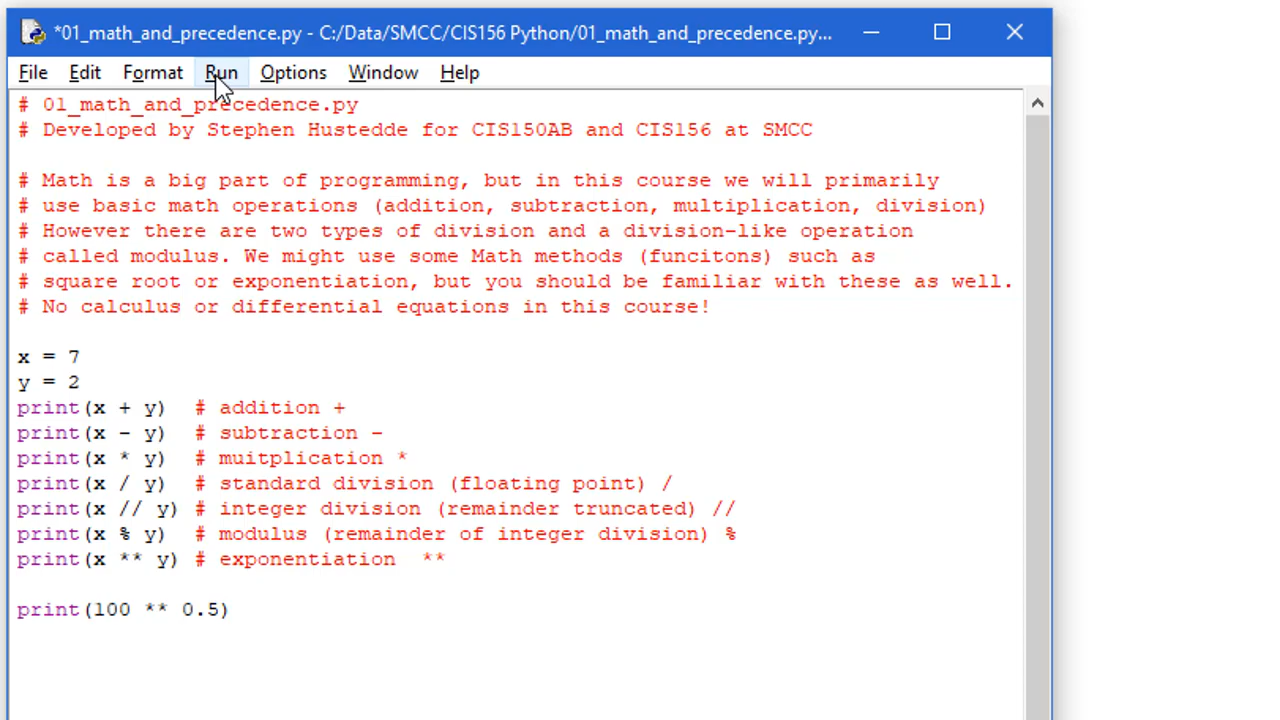 *01_math_and_precedence.py - C:/Data/SMCC/CIS156 Python/01_math_and_precedence.py...
File Edit Format Run Options Window Help
# 01_math_and_precedence.py
# Developed by Stephen Hustedde for CIS150AB and CIS156 at SMCC
# Math is a big part of programming, but in this course we will primarily
# use basic math operations (addition, subtraction, multiplication, division)
# However there are two types of division and a division-like operation
# called modulus. We might use some Math methods (funcitons) such as
# square root or exponentiation, but you should be familiar with these as well.
# No calculus or differential equations in this course!
x = 7
y = 2
print(x + y)  # addition +
print(x - y)  # subtraction -
print(x * y)  # muitplication *
print(x / y)  # standard division (floating point) /
print(x // y) # integer division (remainder truncated) //
print(x % y)  # modulus (remainder of integer division) %
print(x ** y) # exponentiation  **
print(100 ** 0.5)